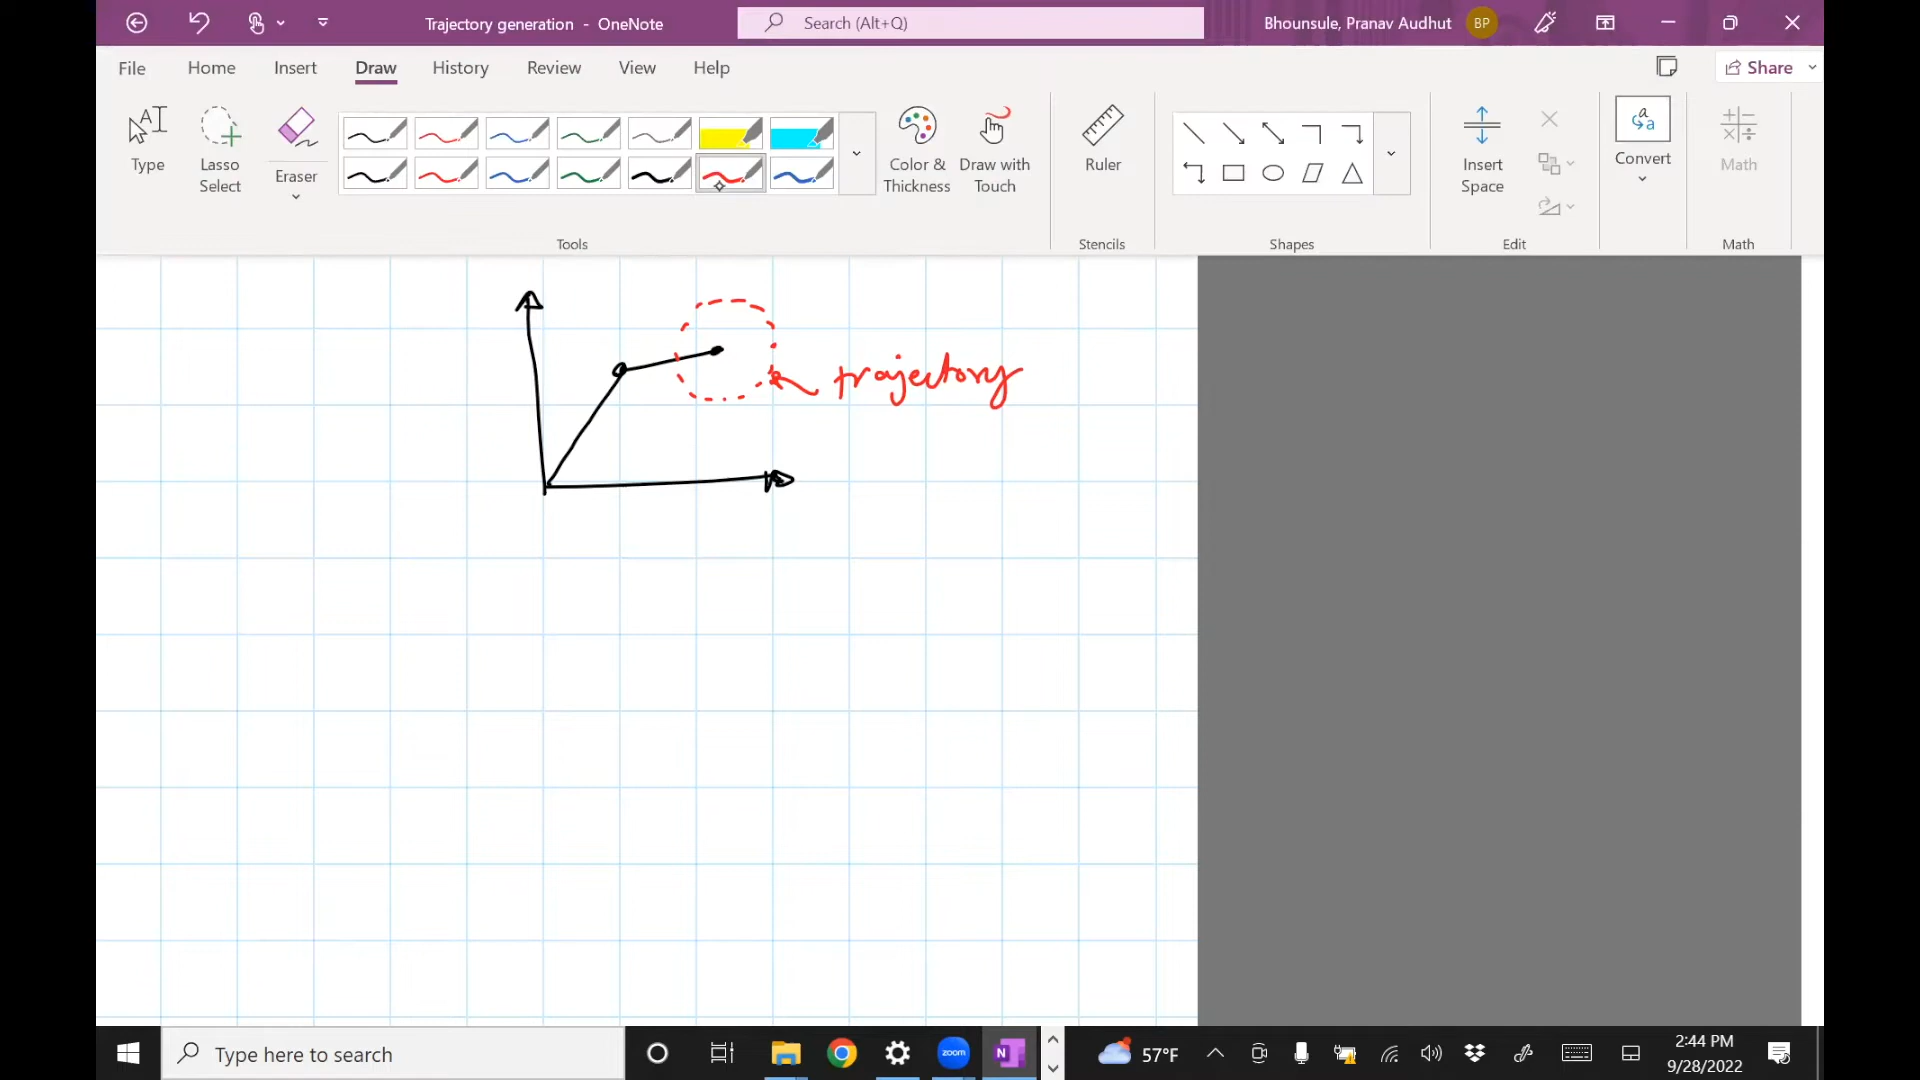 Trajectory generation - OneNote
Search (Alt+Q)
Bhounsule, Pranav Audhut
BP
File
Home
Insert
Draw
History
Review
View
Help
Share
Type
Lasso
Select
Eraser
Color &
Thickness
Draw with
Touch
Ruler
Insert
Space
Convert
Math
Tools
Stencils
Shapes
Edit
Math
trajectory
Type here to search
zoom
N
57°F
2:44 PM
9/28/2022